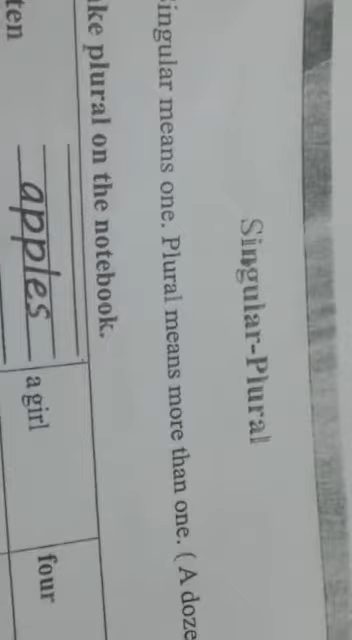 Singular-Plural
Singular means one. Plural means more than one. ( A doze
ke plural on the notebook.
ten apples a girl four